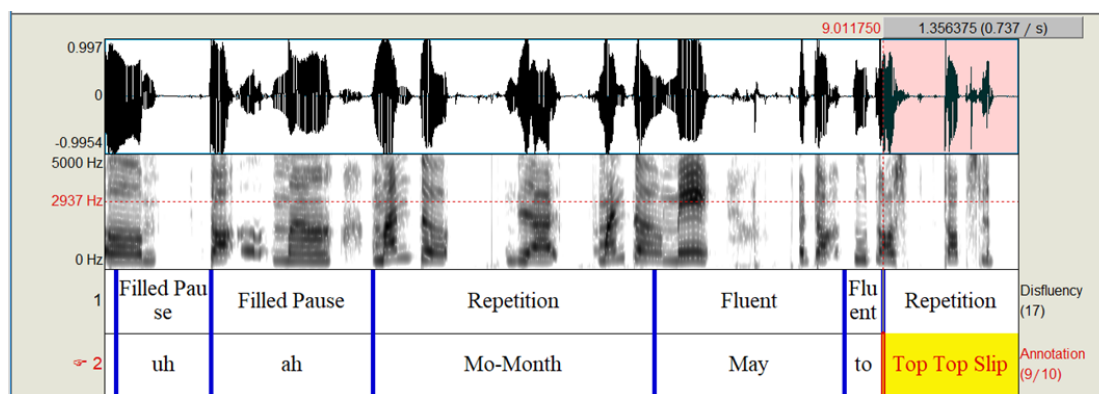 9.011750 1.356375 (0.737 / s)
0.997
0
-0.9954
5000 Hz
2937 Hz
0 Hz
1 Filled Pau Filled Pause Repetition Fluent Flu Repetition Disfluency
se ent (17)
☞ 2 uh ah Mo-Month May to Top Top Slip Annotation
(9/10)